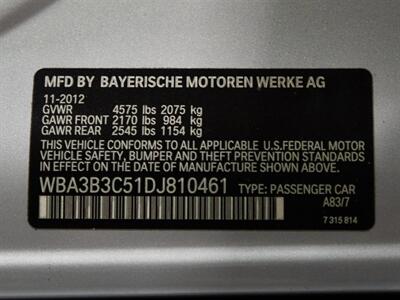 MFD BY BAYERISCHE MOTOREN WERKE AG
11-2012
GVWR 4575 lbs 2075 kg
GAWR FRONT 2170 lbs 984 kg
GAWR REAR 2545 lbs 1154 kg
THIS VEHICLE CONFORMS TO ALL APPLICABLE U.S.FEDERAL MOTOR
VEHICLE SAFETY, BUMPER, AND THEFT PREVENTION STANDARDS
IN EFFECT ON THE DATE OF MANUFACTURE SHOWN ABOVE.
WBA3B3C51DJ810461 TYPE: PASSENGER CAR
A83/7
7 315 814